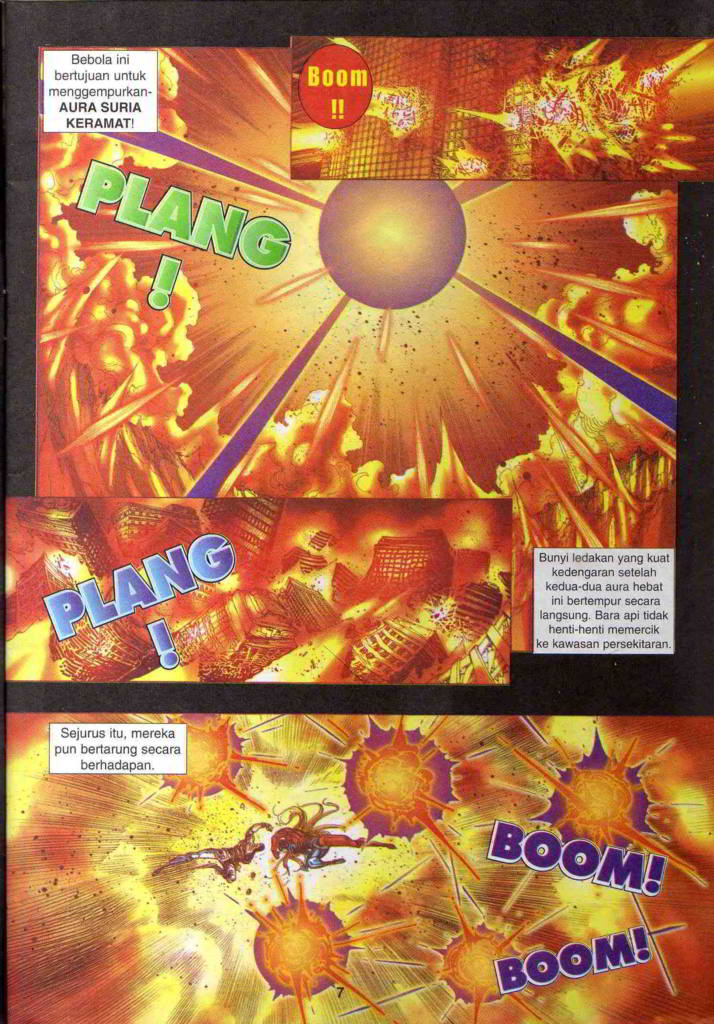 Bebola ini
bertujuan untuk
menggempurkan-
AURA SURIA
KERAMAT!
Boom
!!
PLANG
!
PLANG
!
Bunyi ledakan yang kuat
kedengaran setelah
kedua-dua aura hebat
ini bertempur secara
langsung. Bara api tidak
henti-henti memercik
ke kawasan persekitaran.
Sejurus itu, mereka
pun bertarung secara
berhadapan.
BOOM!
BOOM!
7